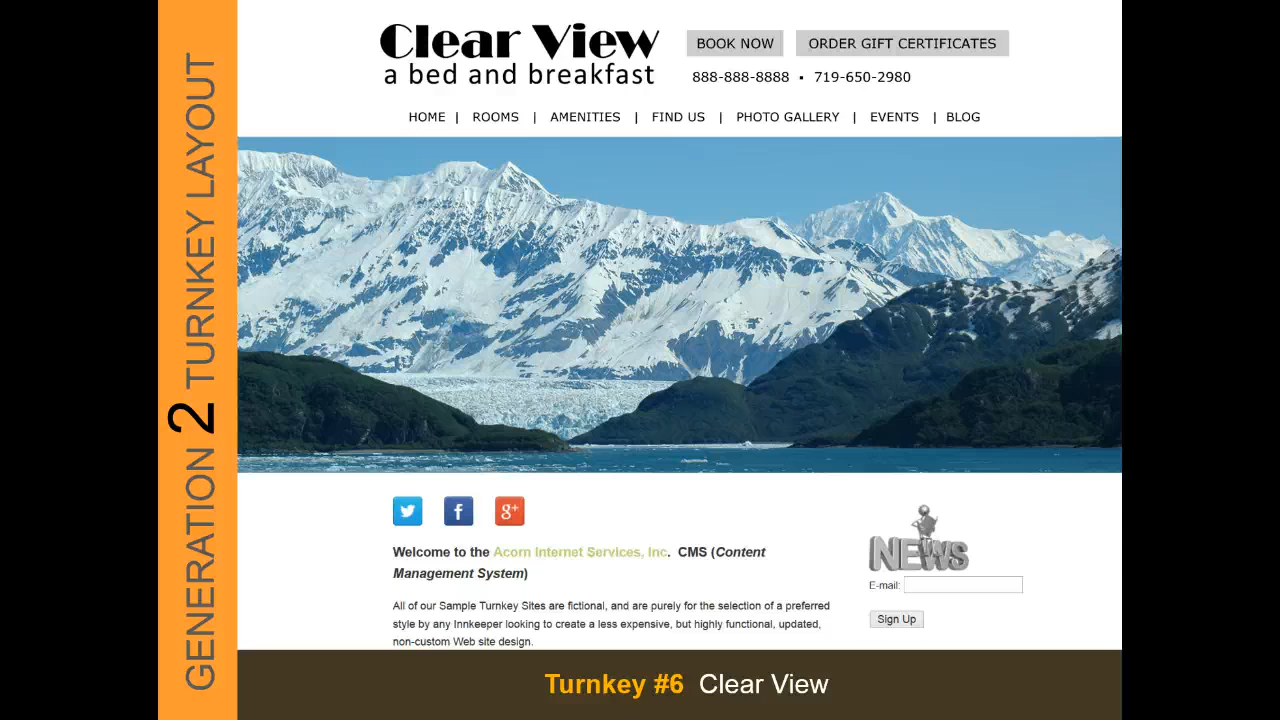 GENERATION 2 TURNKEY LAYOUT
Clear View
a bed and breakfast
BOOK NOW
ORDER GIFT CERTIFICATES
888-888-8888 • 719-650-2980
HOME | ROOMS | AMENITIES | FIND US | PHOTO GALLERY | EVENTS | BLOG
f
g+
Welcome to the Acorn Internet Services, Inc. CMS (Content
Management System)
All of our Sample Turnkey Sites are fictional, and are purely for the selection of a preferred
style by any Innkeeper looking to create a less expensive, but highly functional, updated,
non-custom Web site design.
NEWS
E-mail:
Sign Up
Turnkey #6 Clear View